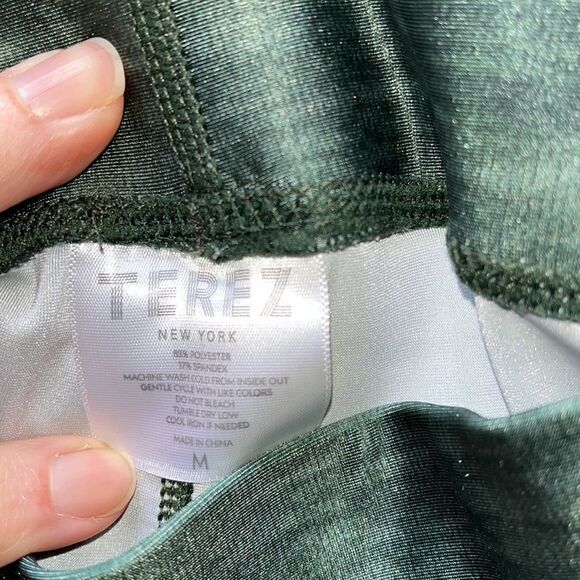 TEREZ
NEW YORK
83% POLYESTER
17% SPANDEX
MACHINE WASH COLD FROM INSIDE OUT
GENTLE CYCLE WITH LIKE COLORS
DO NOT BLEACH
TUMBLE DRY LOW
COOL IRON IF NEEDED
MADE IN CHINA
M